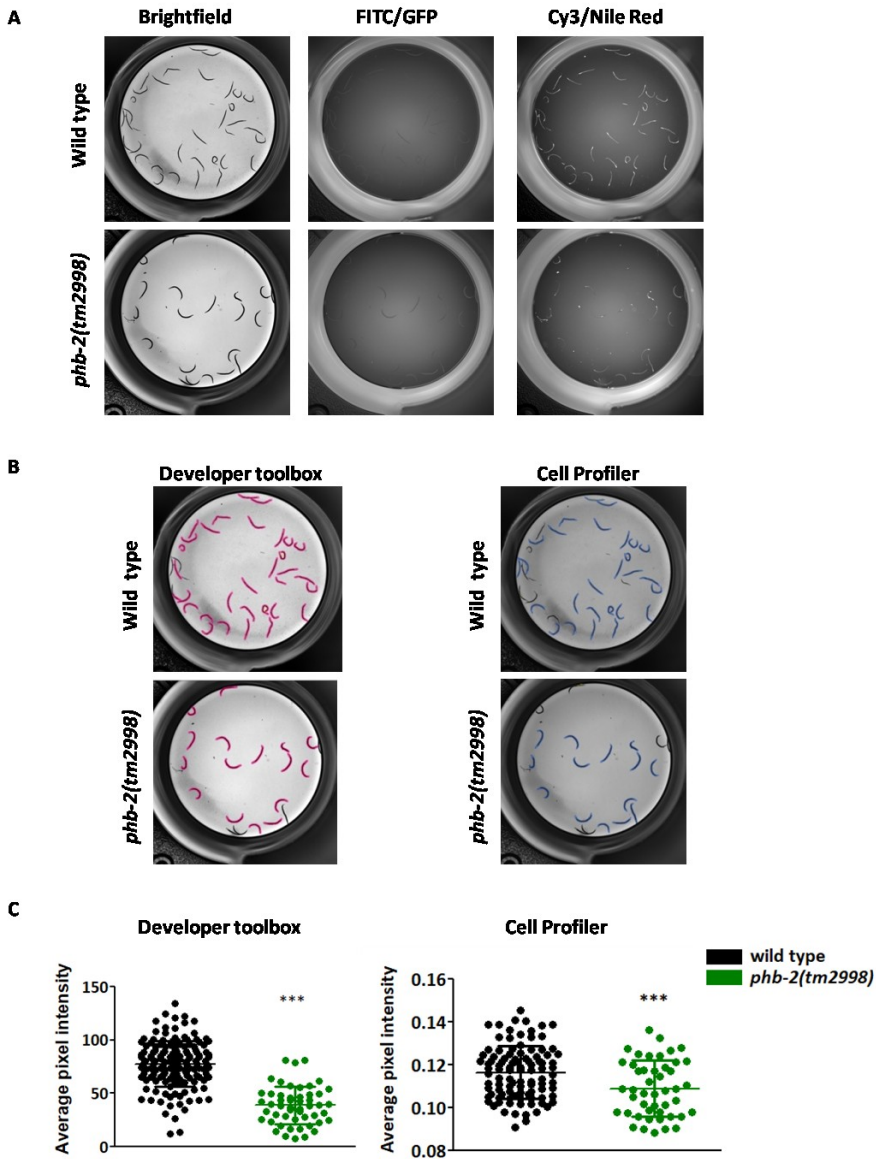 A
Brightfield
FITC/GFP
Cy3/Nile Red
Wild type
phb-2(tm2998)
B
Developer toolbox
Cell Profiler
Wild type
Wild type
phb-2(tm2998)
phb-2(tm2998)
C
Developer toolbox
Cell Profiler
wild type
phb-2(tm2998)
Average pixel intensity
150
100
50
0
***
Average pixel intensity
0.16
0.14
0.12
0.10
0.08
***